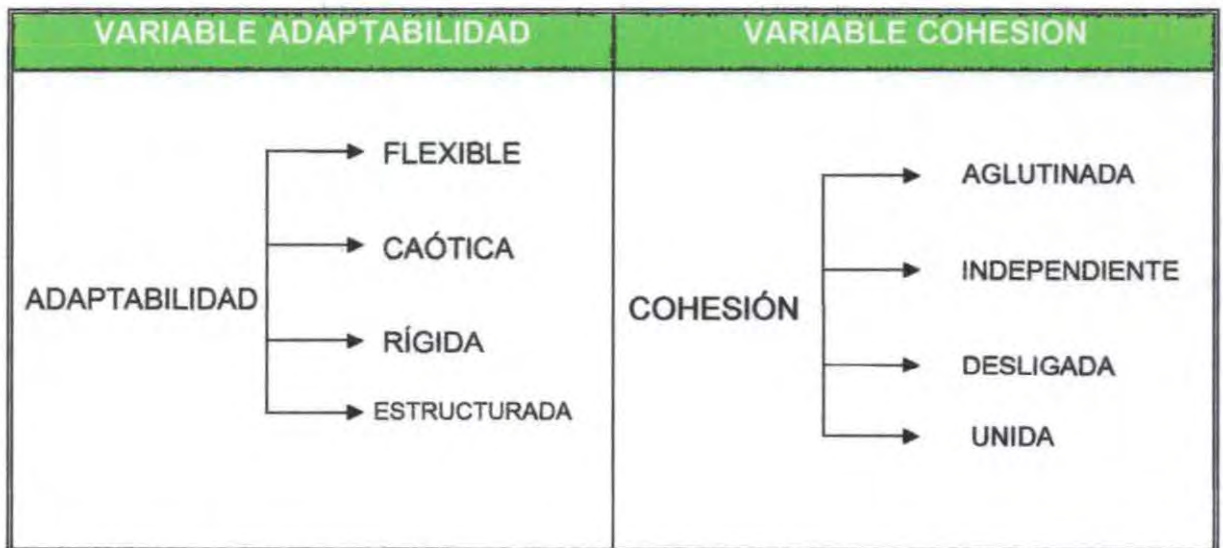 VARIABLE ADAPTABILIDAD
VARIABLE COHESION
ADAPTABILIDAD
FLEXIBLE
CAÓTICA
RÍGIDA
ESTRUCTURADA
COHESIÓN
AGLUTINADA
INDEPENDIENTE
DESLIGADA
UNIDA